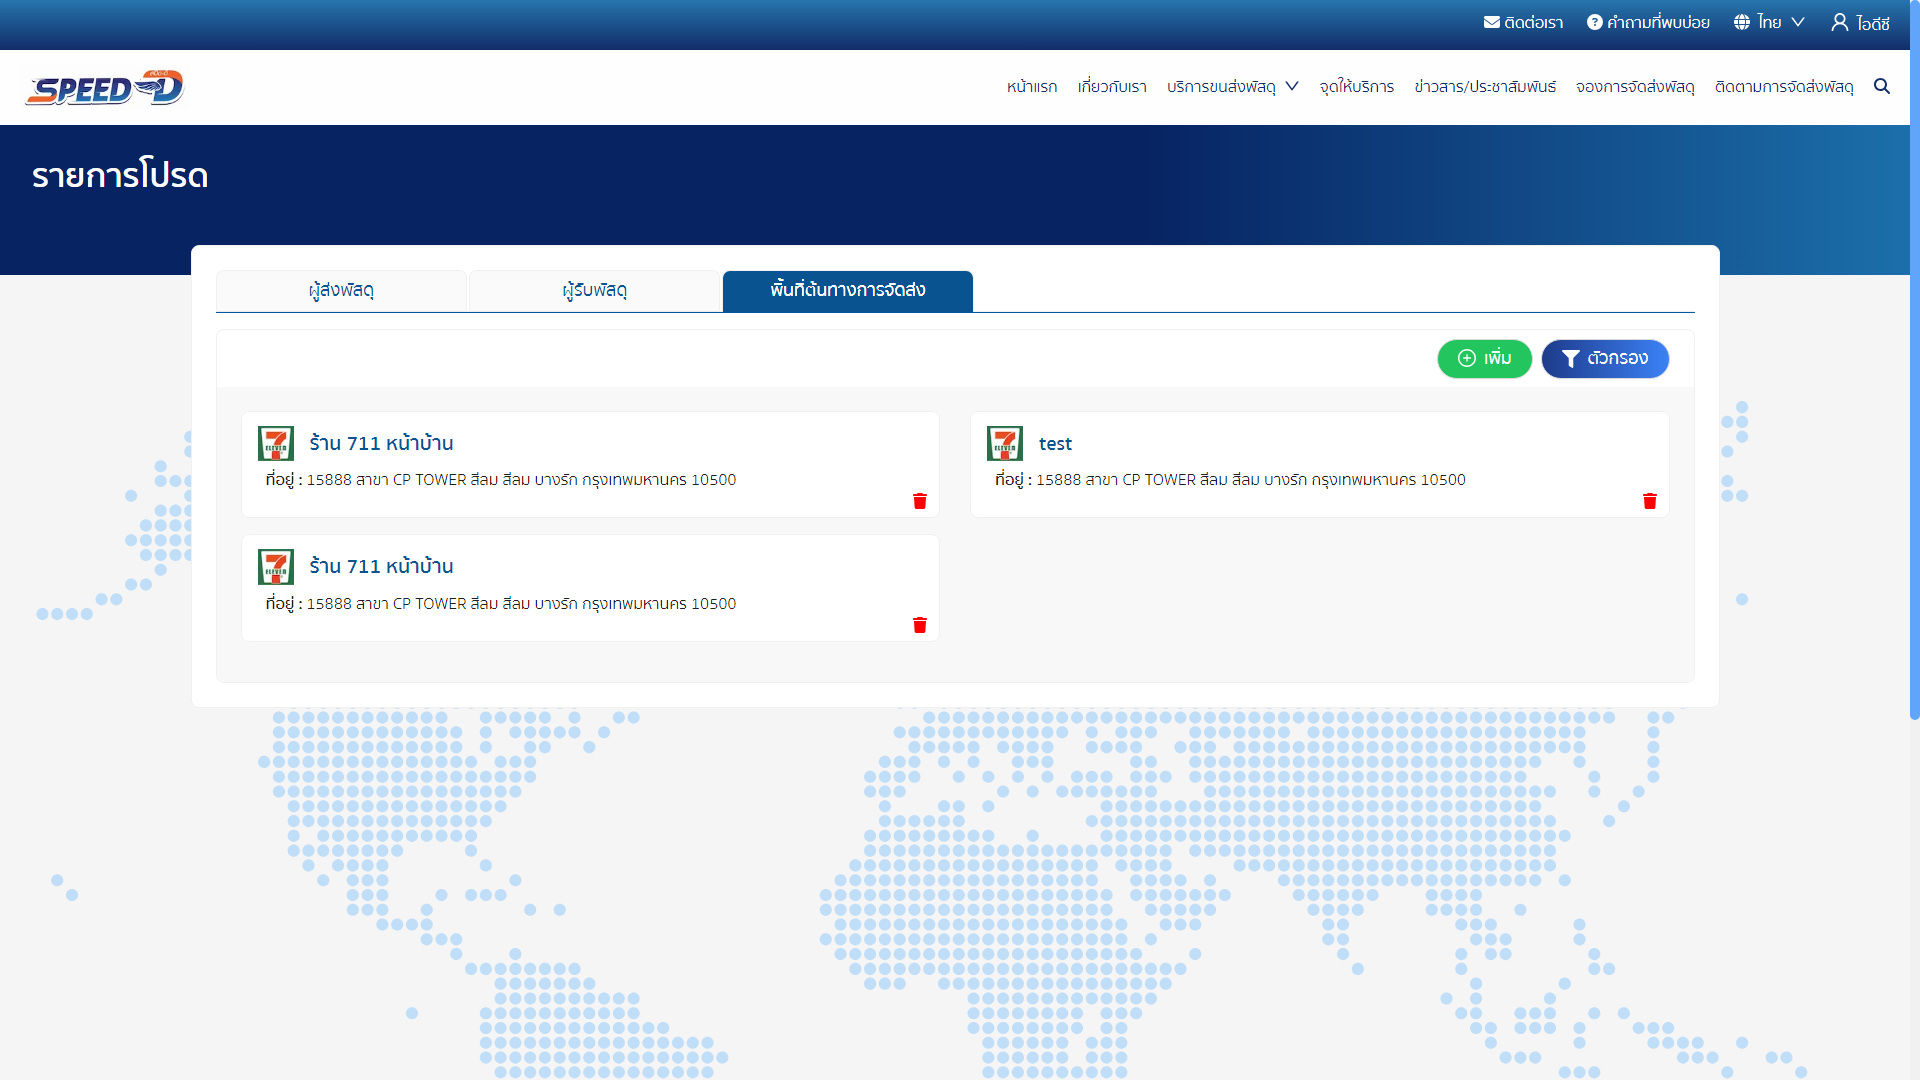 ติดต่อเรา คำถามที่พบบ่อย ไทย ไอดีซี
SPEED-D
หน้าแรก เกี่ยวกับเรา บริการขนส่งพัสดุ จุดให้บริการ ข่าวสาร/ประชาสัมพันธ์ จองการจัดส่งพัสดุ ติดตามการจัดส่งพัสดุ
รายการโปรด
ผู้ส่งพัสดุ ผู้รับพัสดุ พื้นที่ต้นทางการจัดส่ง
เพิ่ม ตัวกรอง
ร้าน 711 หน้าบ้าน
ที่อยู่ : 15888 สาขา CP TOWER สีลม สีลม บางรัก กรุงเทพมหานคร 10500
test
ที่อยู่ : 15888 สาขา CP TOWER สีลม สีลม บางรัก กรุงเทพมหานคร 10500
ร้าน 711 หน้าบ้าน
ที่อยู่ : 15888 สาขา CP TOWER สีลม สีลม บางรัก กรุงเทพมหานคร 10500